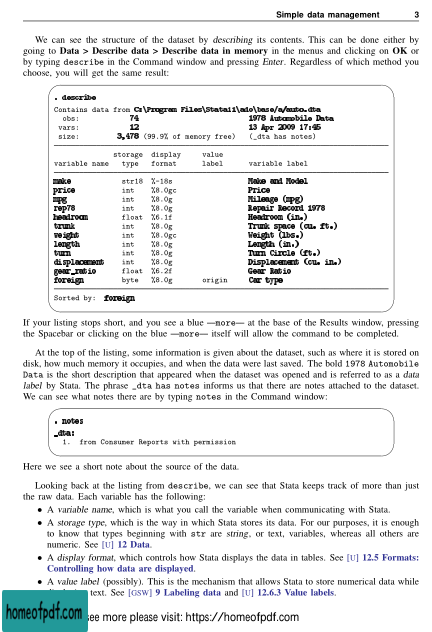 Simple data management 3
We can see the structure of the dataset by describing its contents. This can be done either by
going to Data > Describe data > Describe data in memory in the menus and clicking on OK or
by typing describe in the Command window and pressing Enter. Regardless of which method you
choose, you will get the same result:
. describe
Contains data from C:\Program Files\Stata11\ado\base/a/auto.dta
obs: 74 1978 Automobile Data
vars: 12 13 Apr 2009 17:45
size: 3,478 (99.9% of memory free) (_dta has notes)
storage display value
variable name type format label variable label
make str18 %-18s Make and Model
price int %8.0gc Price
mpg int %8.0g Mileage (mpg)
rep78 int %8.0g Repair Record 1978
headroom float %6.1f Headroom (in.)
trunk int %8.0g Trunk space (cu. ft.)
weight int %8.0gc Weight (lbs.)
length int %8.0g Length (in.)
turn int %8.0g Turn Circle (ft.)
displacement int %8.0g Displacement (cu. in.)
gear_ratio float %6.2f Gear Ratio
foreign byte %8.0g origin Car type
Sorted by: foreign
If your listing stops short, and you see a blue —more— at the base of the Results window, pressing
the Spacebar or clicking on the blue —more— itself will allow the command to be completed.
At the top of the listing, some information is given about the dataset, such as where it is stored on
disk, how much memory it occupies, and when the data were last saved. The bold 1978 Automobile
Data is the short description that appeared when the dataset was opened and is referred to as a data
label by Stata. The phrase _dta has notes informs us that there are notes attached to the dataset.
We can see what notes there are by typing notes in the Command window:
. notes
_dta:
1. from Consumer Reports with permission
Here we see a short note about the source of the data.
Looking back at the listing from describe, we can see that Stata keeps track of more than just
the raw data. Each variable has the following:
• A variable name, which is what you call the variable when communicating with Stata.
• A storage type, which is the way in which Stata stores its data. For our purposes, it is enough
to know that types beginning with str are string, or text, variables, whereas all others are
numeric. See [U] 12 Data.
• A display format, which controls how Stata displays the data in tables. See [U] 12.5 Formats:
Controlling how data are displayed.
• A value label (possibly). This is the mechanism that allows Stata to store numerical data while
text. See [GSW] 9 Labeling data and [U] 12.6.3 Value labels.
homeofpdf.com
see more please visit: https://homeofpdf.com